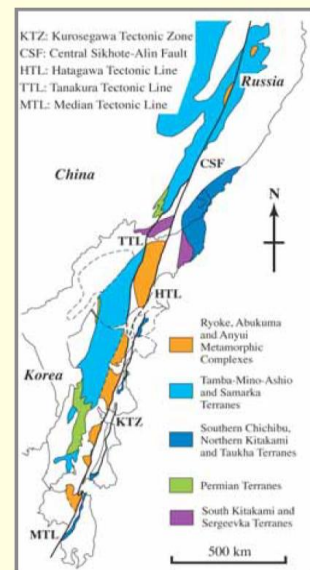 KTZ: Kurosegawa Tectonic Zone
CSF: Central Sikhote-Alin Fault
HTL: Hatagawa Tectonic Line
TTL: Tanakura Tectonic Line
MTL: Median Tectonic Line
Russia
CSF
China
N
TTL
HTL
Ryoke, Abukuma
and Anyui
Metamorphic
Complexes
Korea
Tamba-Mino-Ashio
and Samarka
Terranes
KTZ
Southern Chichibu,
Northern Kitakami
and Taukha Terranes
Permian Terranes
South Kitakami and
Sergeevka Terranes
MTL
500 km